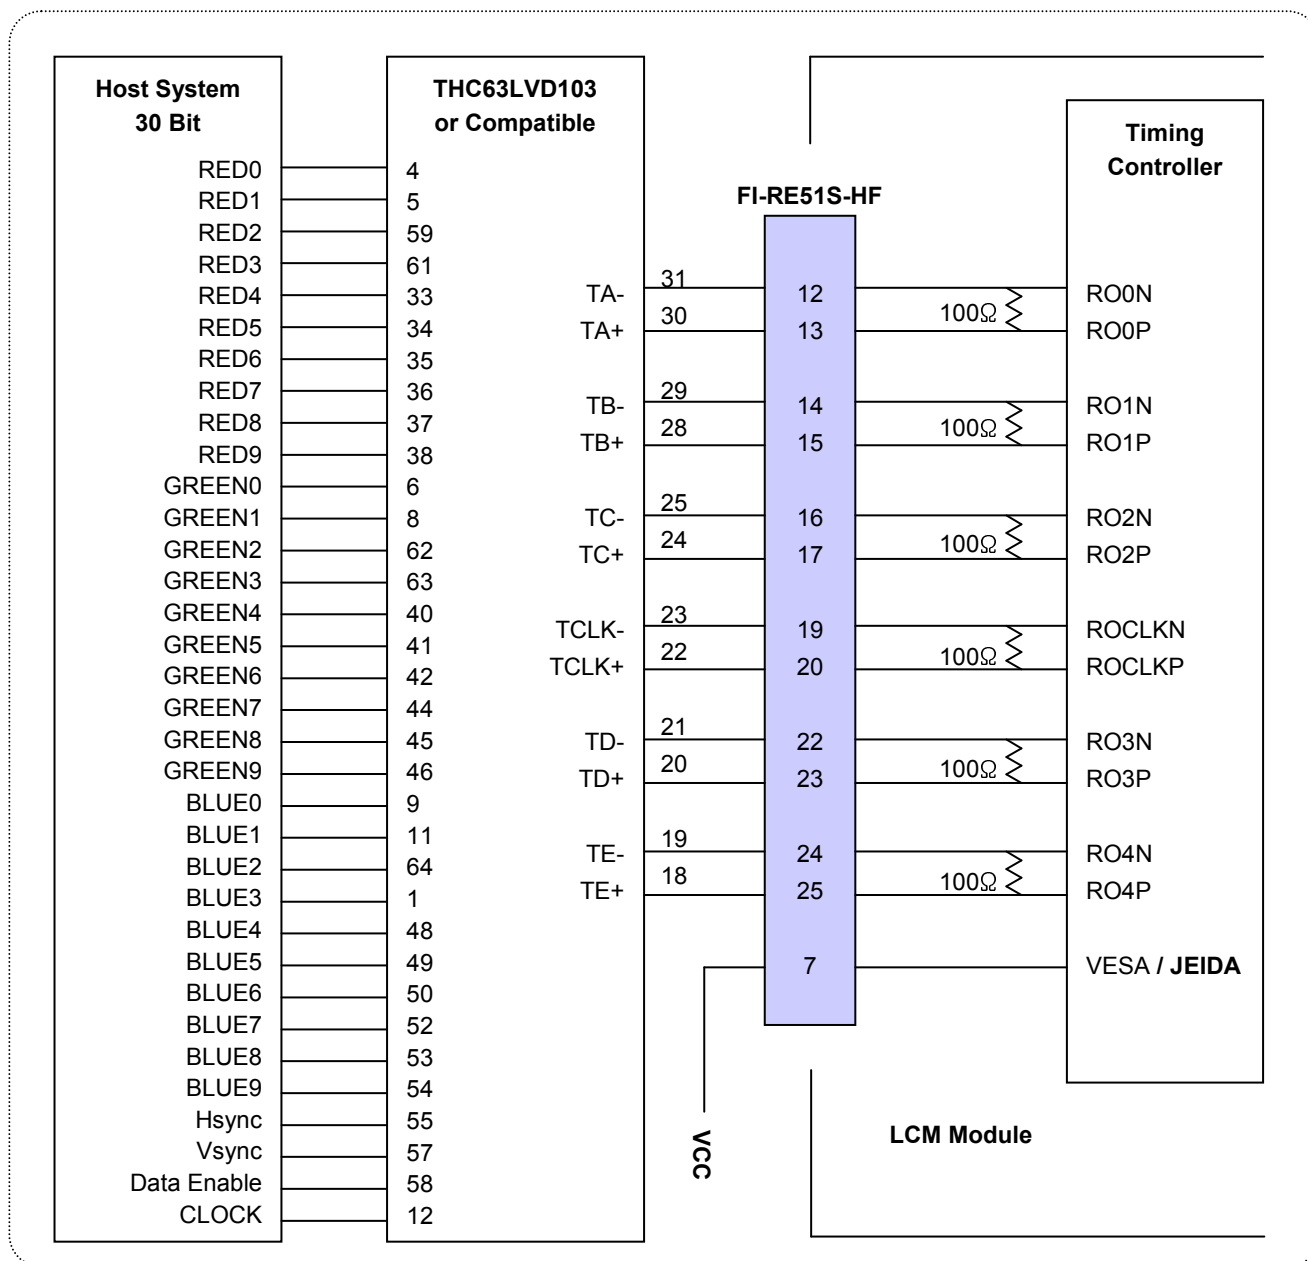 Host System
30 Bit
RED0
RED1
RED2
RED3
RED4
RED5
RED6
RED7
RED8
RED9
GREEN0
GREEN1
GREEN2
GREEN3
GREEN4
GREEN5
GREEN6
GREEN7
GREEN8
GREEN9
BLUE0
BLUE1
BLUE2
BLUE3
BLUE4
BLUE5
BLUE6
BLUE7
BLUE8
BLUE9
Hsync
Vsync
Data Enable
CLOCK
THC63LVD103
or Compatible
4
5
59
61
33
34
35
36
37
38
6
8
62
63
40
41
42
44
45
46
9
11
64
1
48
49
50
52
53
54
55
57
58
12
TA-
TA+
TB-
TB+
TC-
TC+
TCLK-
TCLK+
TD-
TD+
TE-
TE+
31
30
29
28
25
24
23
22
21
20
19
18
FI-RE51S-HF
12
13
14
15
16
17
19
20
22
23
24
25
7
VCC
100Ω
100Ω
100Ω
100Ω
100Ω
100Ω
Timing
Controller
RO0N
RO0P
RO1N
RO1P
RO2N
RO2P
ROCLKN
ROCLKP
RO3N
RO3P
RO4N
RO4P
VESA / JEIDA
LCM Module